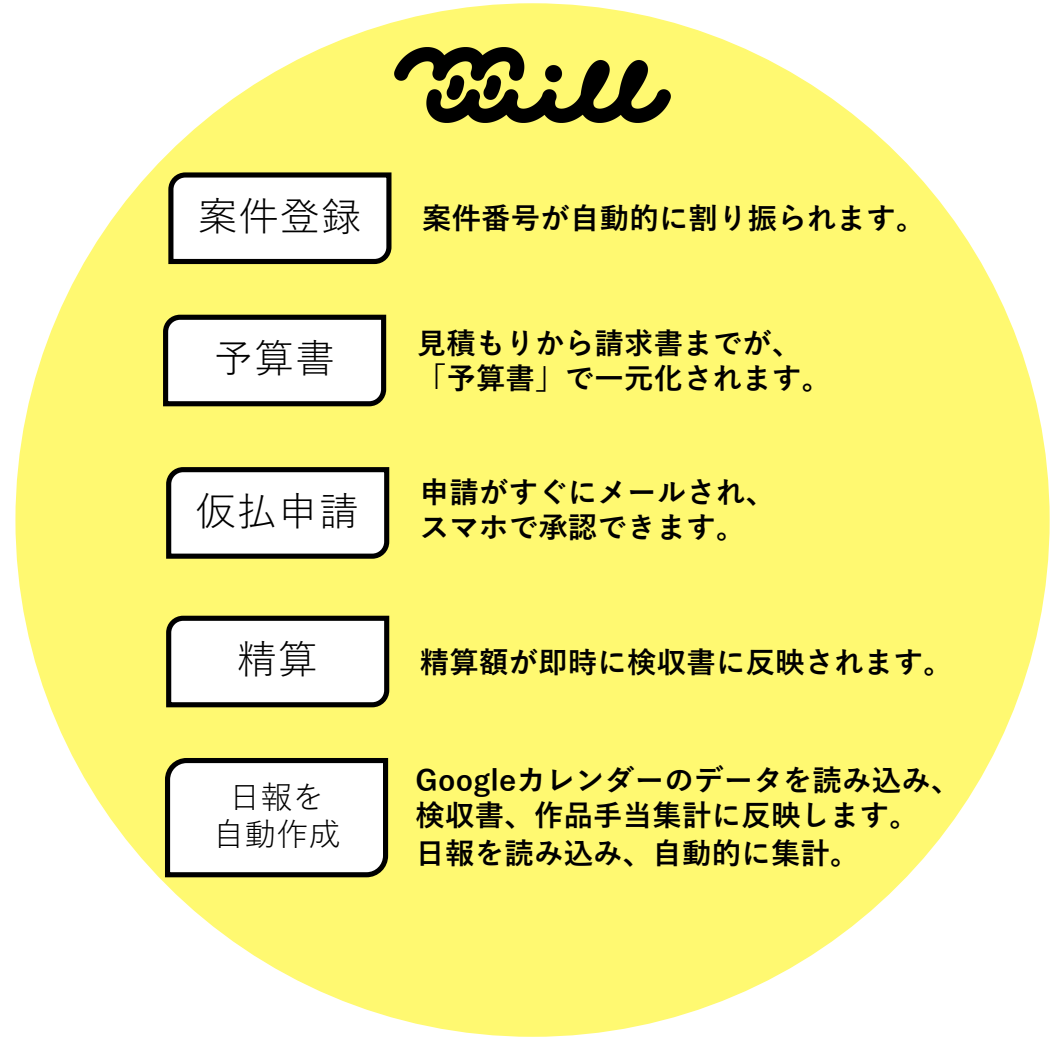 mill
案件登録
案件番号が自動的に割り振られます。
予算書
見積もりから請求書までが、
「予算書」で一元化されます。
仮払申請
申請がすぐにメールされ、
スマホで承認できます。
精算
精算額が即時に検収書に反映されます。
日報を
自動作成
Googleカレンダーのデータを読み込み、
検収書、作品手当集計に反映します。
日報を読み込み、自動的に集計。